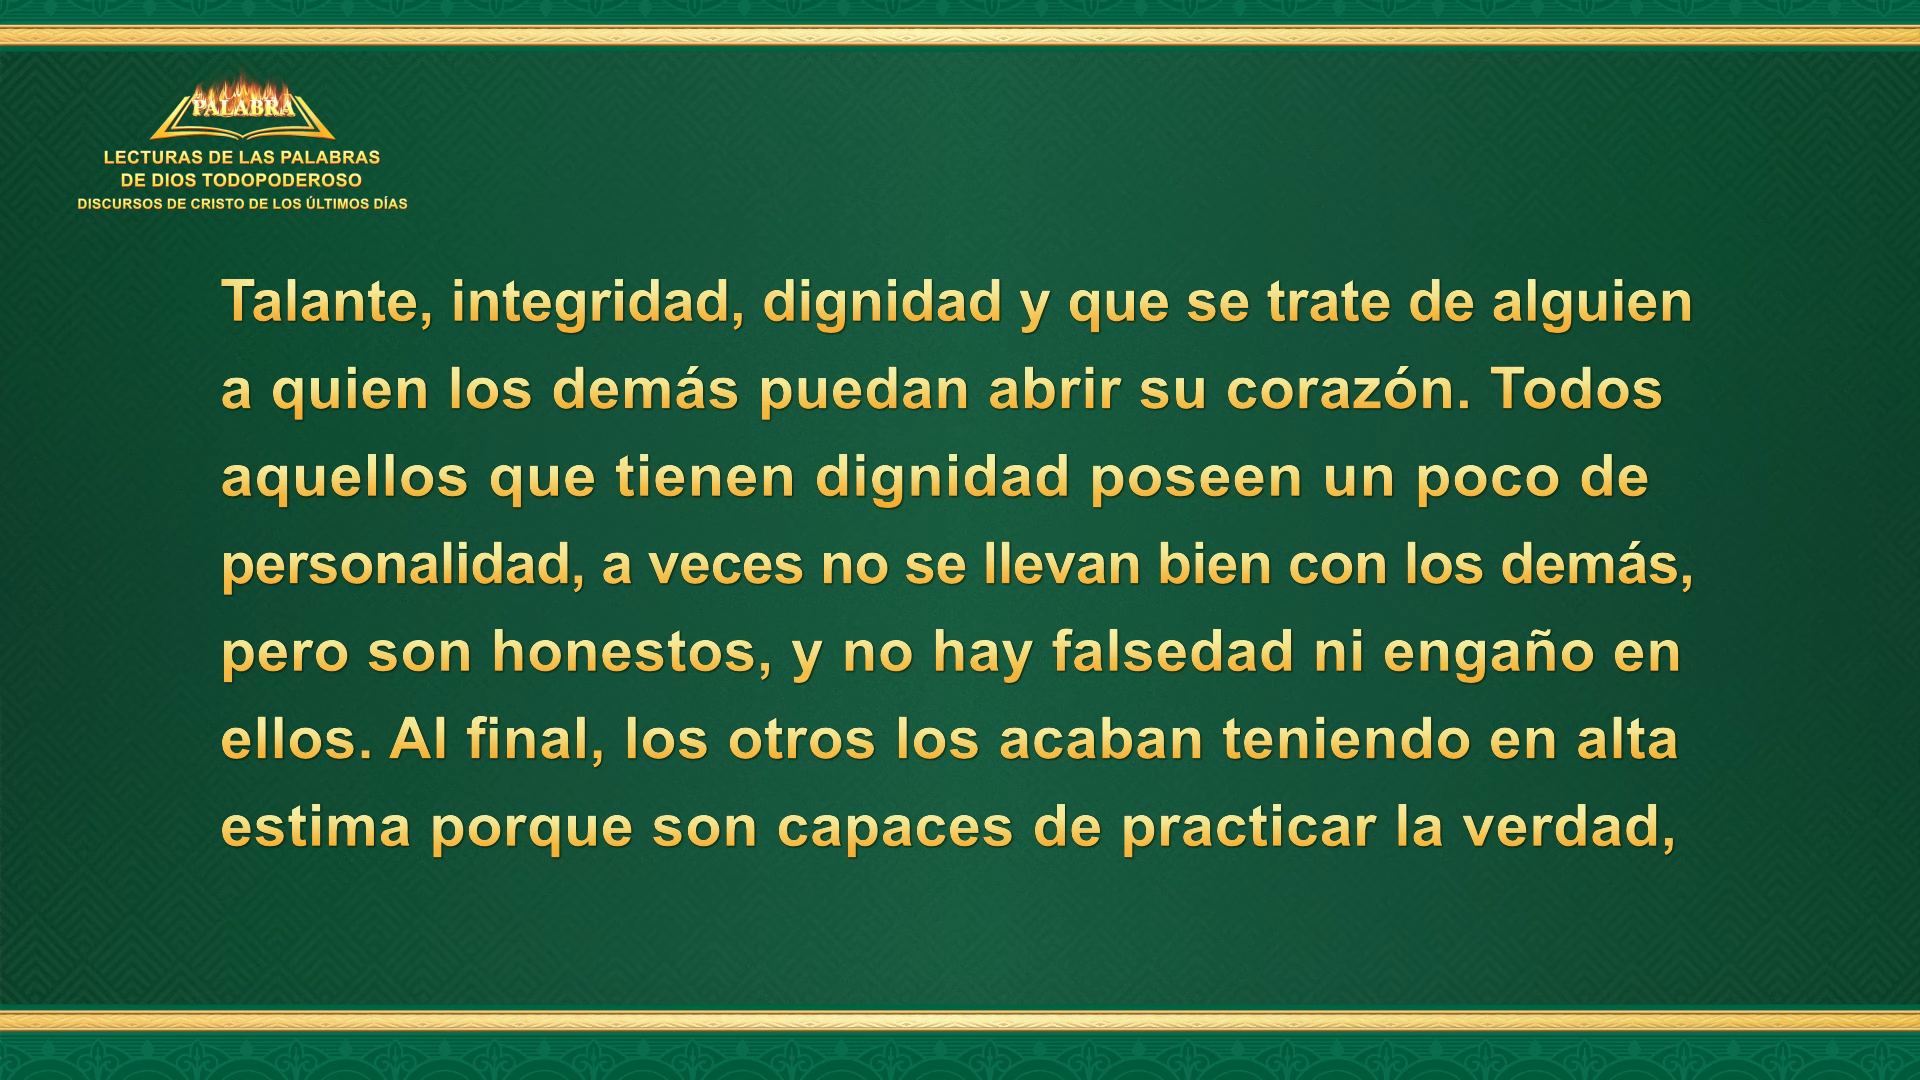 PALABRA
LECTURAS DE LAS PALABRAS
DE DIOS TODOPODEROSO
DISCURSOS DE CRISTO DE LOS ÚLTIMOS DÍAS
Talante, integridad, dignidad y que se trate de alguien
a quien los demás puedan abrir su corazón. Todos
aquellos que tienen dignidad poseen un poco de
personalidad, a veces no se llevan bien con los demás,
pero son honestos, y no hay falsedad ni engaño en
ellos. Al final, los otros los acaban teniendo en alta
estima porque son capaces de practicar la verdad,